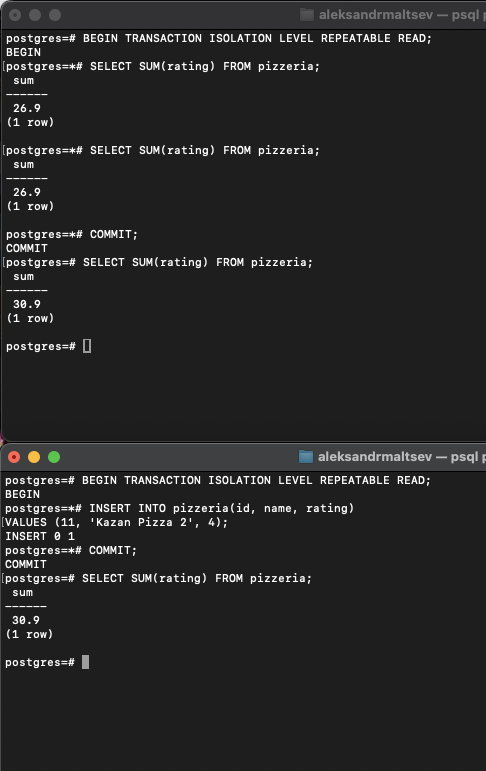 aleksandrmaltsev — psql
postgres=# BEGIN TRANSACTION ISOLATION LEVEL REPEATABLE READ;
BEGIN
[postgres=*# SELECT SUM(rating) FROM pizzeria;
sum
------
26.9
(1 row)
[postgres=*# SELECT SUM(rating) FROM pizzeria;
sum
------
26.9
(1 row)
postgres=*# COMMIT;
COMMIT
[postgres=# SELECT SUM(rating) FROM pizzeria;
sum
------
30.9
(1 row)
postgres=#
aleksandrmaltsev — psql p
postgres=# BEGIN TRANSACTION ISOLATION LEVEL REPEATABLE READ;
BEGIN
postgres=*# INSERT INTO pizzeria(id, name, rating)
[VALUES (11, 'Kazan Pizza 2', 4);
INSERT 0 1
postgres=*# COMMIT;
COMMIT
[postgres=# SELECT SUM(rating) FROM pizzeria;
sum
------
30.9
(1 row)
postgres=#